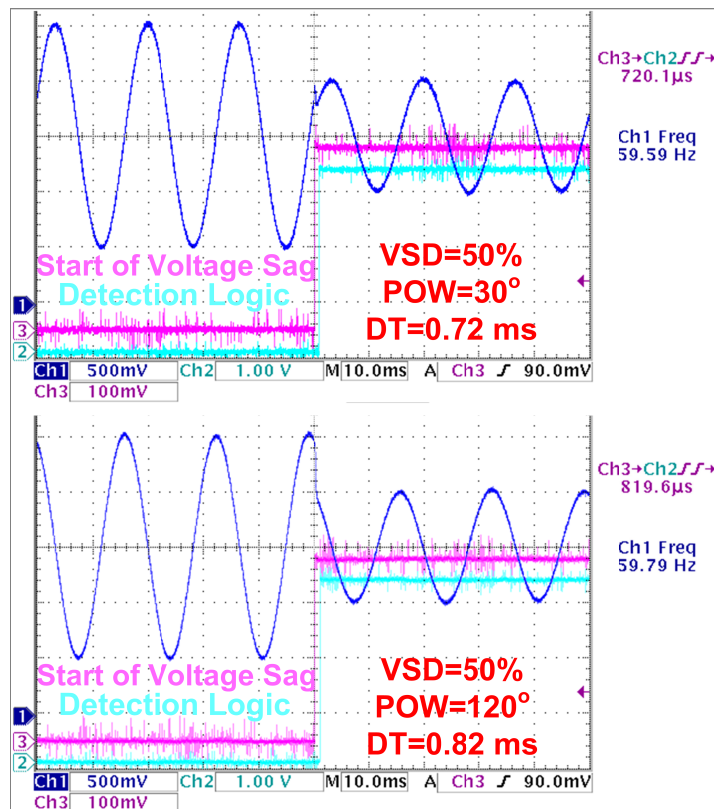 Ch3→Ch2∫∫→
720.1µs
Ch1 Freq
59.59 Hz
Start of Voltage Sag
Detection Logic
VSD=50%
POW=30°
DT=0.72 ms
1
3
2
Ch1 500mV Ch2 1.00 V M 10.0ms A Ch3 ∫ 90.0mV
Ch3 100mV
Ch3→Ch2∫∫→
819.6µs
Ch1 Freq
59.79 Hz
Start of Voltage Sag
Detection Logic
VSD=50%
POW=120°
DT=0.82 ms
1
3
2
Ch1 500mV Ch2 1.00 V M 10.0ms A Ch3 ∫ 90.0mV
Ch3 100mV